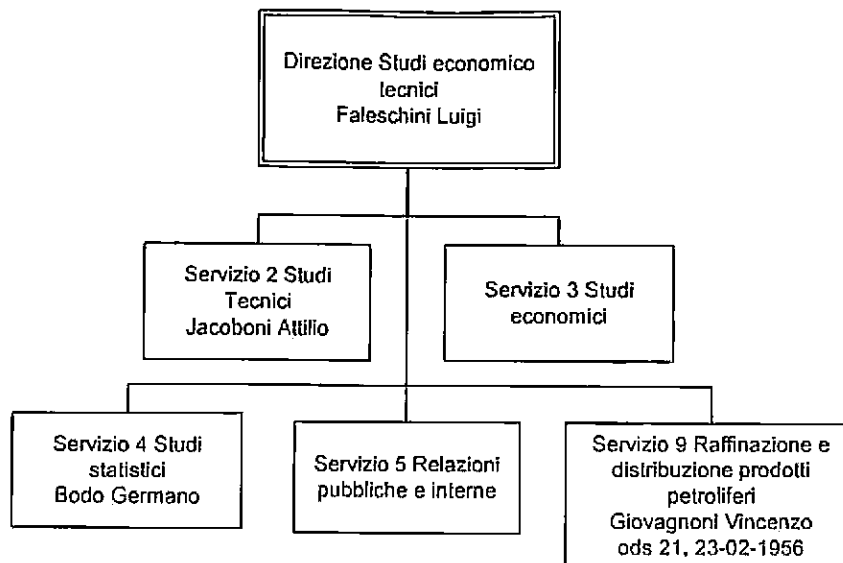 Direzione Studi economico
tecnici
Faleschini Luigi
Servizio 2 Studi
Tecnici
Jacoboni Attilio
Servizio 3 Studi
economici
Servizio 4 Studi
statistici
Bodo Germano
Servizio 5 Relazioni
pubbliche e interne
Servizio 9 Raffinazione e
distribuzione prodotti
petroliferi
Giovagnoni Vincenzo
ods 21, 23-02-1956